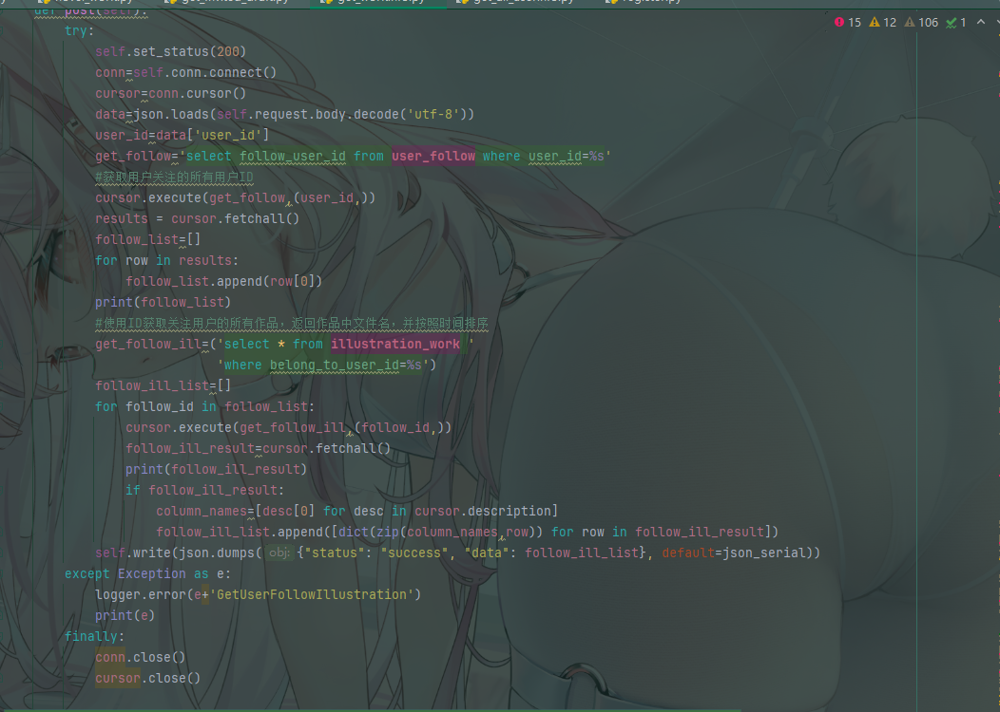 def post(self):
15 12 106 1
try:
self.set_status(200)
conn=self.conn.connect()
cursor=conn.cursor()
data=json.loads(self.request.body.decode('utf-8'))
user_id=data['user_id']
get_follow='select follow_user_id from user_follow where user_id=%s'
#获取用户关注的所有用户ID
cursor.execute(get_follow,(user_id,))
results = cursor.fetchall()
follow_list=[]
for row in results:
follow_list.append(row[0])
print(follow_list)
#使用ID获取关注用户的所有作品，返回作品中文件名，并按照时间排序
get_follow_ill=('select * from illustration_work '
'where belong_to_user_id=%s')
follow_ill_list=[]
for follow_id in follow_list:
cursor.execute(get_follow_ill,(follow_id,))
follow_ill_result=cursor.fetchall()
print(follow_ill_result)
if follow_ill_result:
column_names=[desc[0] for desc in cursor.description]
follow_ill_list.append([dict(zip(column_names,row)) for row in follow_ill_result])
self.write(json.dumps( obj: {"status": "success", "data": follow_ill_list}, default=json_serial))
except Exception as e:
logger.error(e+'GetUserFollowIllustration')
print(e)
finally:
conn.close()
cursor.close()